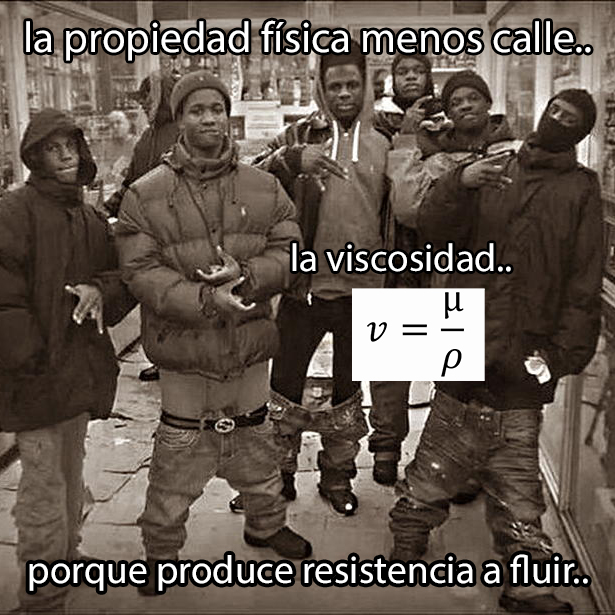 la propiedad física menos calle..
la viscosidad..
v = μ/ρ
porque produce resistencia a fluir..